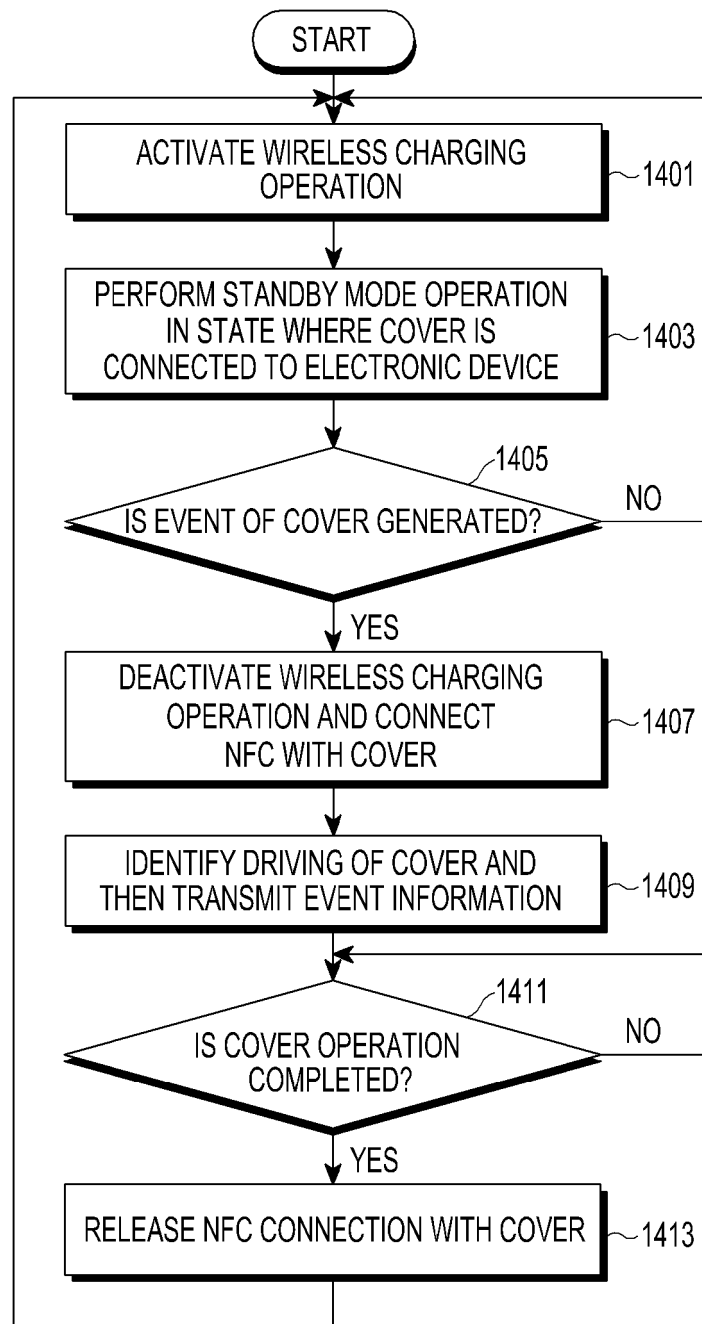 START
ACTIVATE WIRELESS CHARGING
OPERATION
1401
PERFORM STANDBY MODE OPERATION
IN STATE WHERE COVER IS
CONNECTED TO ELECTRONIC DEVICE
1403
1405
IS EVENT OF COVER GENERATED?
NO
YES
DEACTIVATE WIRELESS CHARGING
OPERATION AND CONNECT
NFC WITH COVER
1407
IDENTIFY DRIVING OF COVER AND
THEN TRANSMIT EVENT INFORMATION
1409
1411
IS COVER OPERATION
COMPLETED?
NO
YES
RELEASE NFC CONNECTION WITH COVER
1413